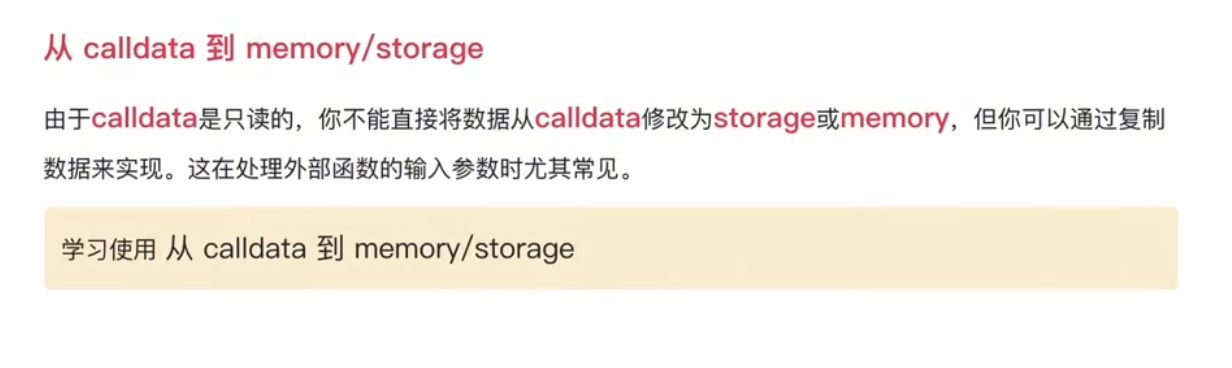 从 calldata 到 memory/storage
由于calldata是只读的，你不能直接将数据从calldata修改为storage或memory，但你可以通过复制
数据来实现。这在处理外部函数的输入参数时尤其常见。
学习使用 从 calldata 到 memory/storage